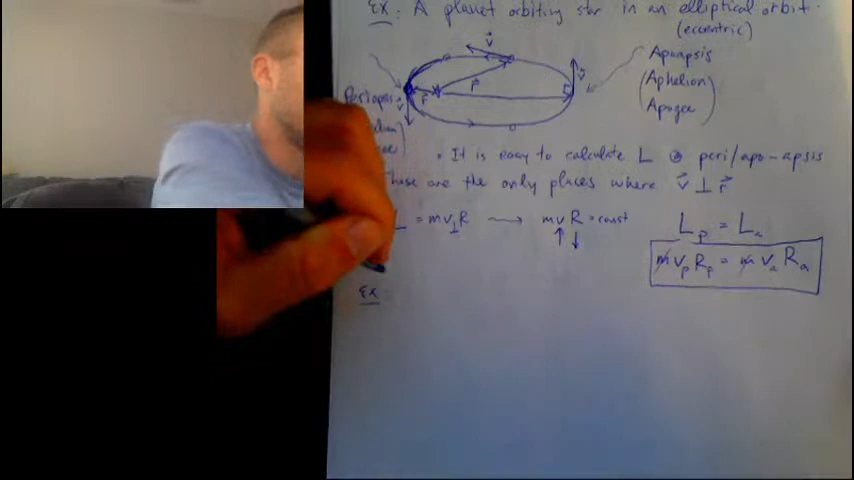 EX: A planet orbiting star in an elliptical orbit.
(eccentric)
v
Apoapsis
v
(Aphelion
Apogee)
r
r
Periapsis
v
• It is easy to calculate L @ peri/apo-apsis
These are the only places where v ⊥ r
L = mv⊥R → mvR = const
↑ ↓
Lp = La
mvpRp = mvaRa
EX